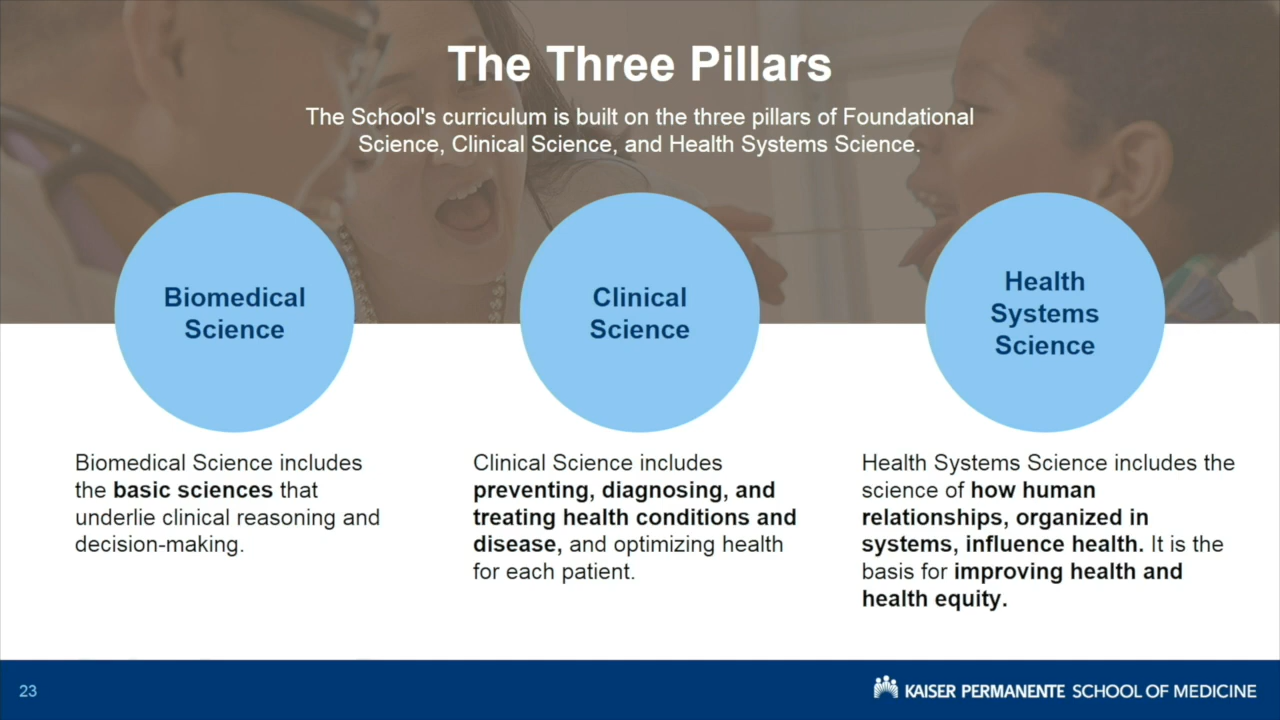 The Three Pillars
The School's curriculum is built on the three pillars of Foundational
Science, Clinical Science, and Health Systems Science.
Biomedical
Science
Clinical
Science
Health
Systems
Science
Biomedical Science includes
the basic sciences that
underlie clinical reasoning and
decision-making.
Clinical Science includes
preventing, diagnosing, and
treating health conditions and
disease, and optimizing health
for each patient.
Health Systems Science includes the
science of how human
relationships, organized in
systems, influence health. It is the
basis for improving health and
health equity.
23
KAISER PERMANENTE SCHOOL OF MEDICINE